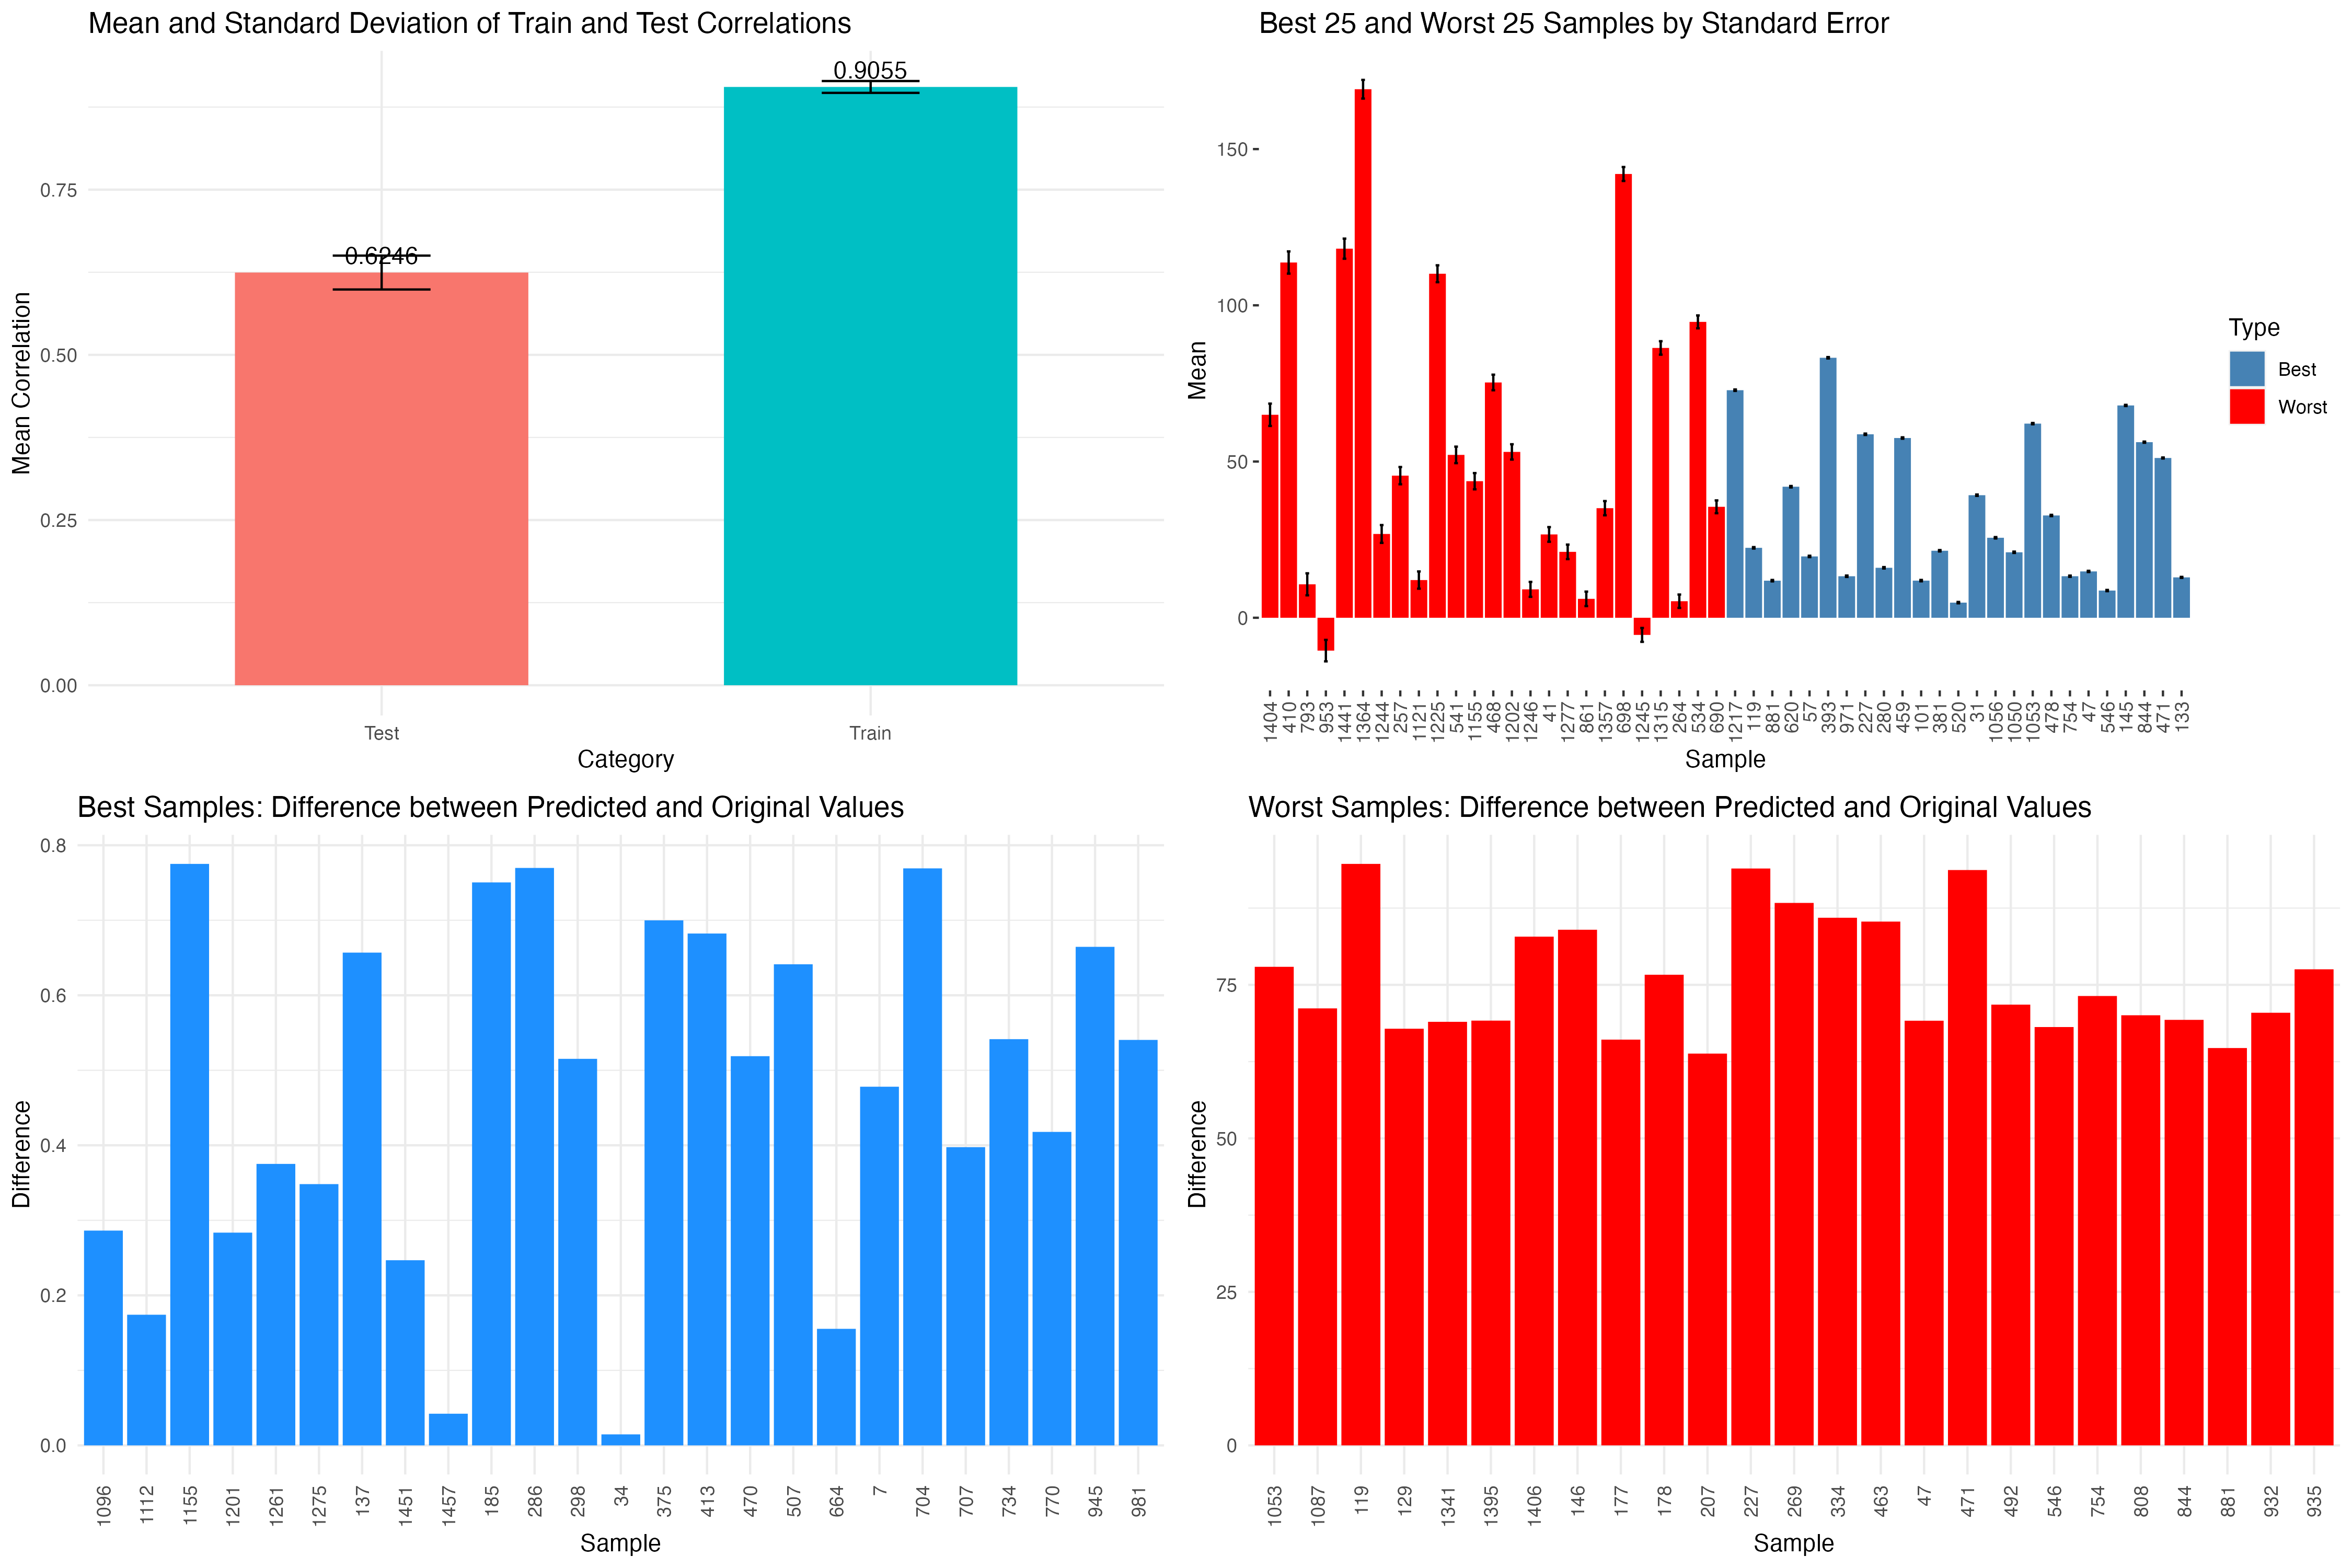 Mean and Standard Deviation of Train and Test Correlations
0.9055
0.6246
0.75
0.50
0.25
0.00
Mean Correlation
Test Train
Category
Best 25 and Worst 25 Samples by Standard Error
150
100
50
0
Mean
1404 410 793 953 1441 1364 1244 257 1121 1225 541 1155 468 1202 1246 41 1277 861 1357 698 1245 1315 264 534 690 1217 119 881 620 57 393 971 227 280 459 101 381 520 31 1056 1050 1053 478 754 47 546 145 844 471 133
Sample
Type
Best
Worst
Best Samples: Difference between Predicted and Original Values
0.8
0.6
0.4
0.2
0.0
Difference
1096 1112 1155 1201 1261 1275 137 1451 1457 185 286 298 34 375 413 470 507 664 7 704 707 734 770 945 981
Sample
Worst Samples: Difference between Predicted and Original Values
75
50
25
0
Difference
1053 1087 119 129 1341 1395 1406 146 177 178 207 227 269 334 463 47 471 492 546 754 808 844 881 932 935
Sample